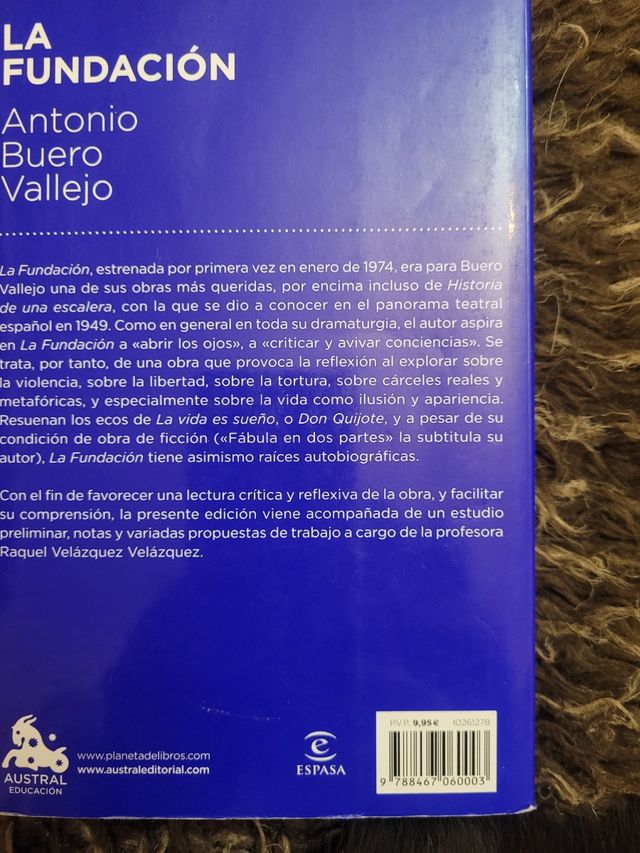 LA
FUNDACIÓN
Antonio
Buero
Vallejo
La Fundación, estrenada por primera vez en enero de 1974, era para Buero
Vallejo una de sus obras más queridas, por encima incluso de Historia
de una escalera, con la que se dio a conocer en el panorama teatral
español en 1949. Como en general en toda su dramaturgia, el autor aspira
en La Fundación a «abrir los ojos», a «criticar y avivar conciencias». Se
trata, por tanto, de una obra que provoca la reflexión al explorar sobre
la violencia, sobre la libertad, sobre la tortura, sobre cárceles reales y
metafóricas, y especialmente sobre la vida como ilusión y apariencia.
Resuenan los ecos de La vida es sueño, o Don Quijote, y a pesar de su
condición de obra de ficción («Fábula en dos partes» la subtitula su
autor), La Fundación tiene asimismo raíces autobiográficas.
Con el fin de favorecer una lectura crítica y reflexiva de la obra, y facilitar
su comprensión, la presente edición viene acompañada de un estudio
preliminar, notas y variadas propuestas de trabajo a cargo de la profesora
Raquel Velázquez Velázquez.
AUSTRAL
EDUCACIÓN
www.planetadelibros.com
www.australeditorial.com
e
ESPASA
P.V.P. 9,95 € 10261278
9 788467 060003